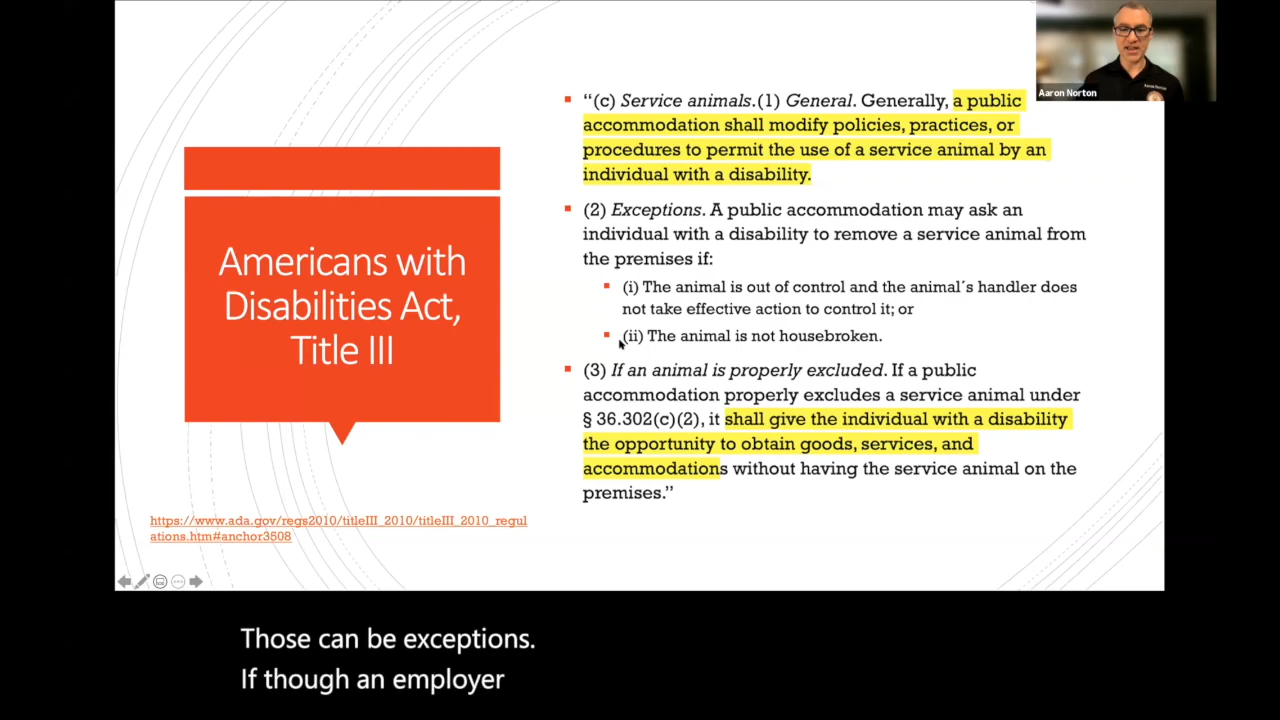 Aaron Norton
Americans with
Disabilities Act,
Title III
https://www.ada.gov/regs2010/titleIII_2010/titleIII_2010_regul
ations.htm#anchor3508
“(c) Service animals.(1) General. Generally, a public
accommodation shall modify policies, practices, or
procedures to permit the use of a service animal by an
individual with a disability.
(2) Exceptions. A public accommodation may ask an
individual with a disability to remove a service animal from
the premises if:
(i) The animal is out of control and the animal´s handler does
not take effective action to control it; or
(ii) The animal is not housebroken.
(3) If an animal is properly excluded. If a public
accommodation properly excludes a service animal under
§ 36.302(c)(2), it shall give the individual with a disability
the opportunity to obtain goods, services, and
accommodations without having the service animal on the
premises.”
Those can be exceptions.
If though an employer